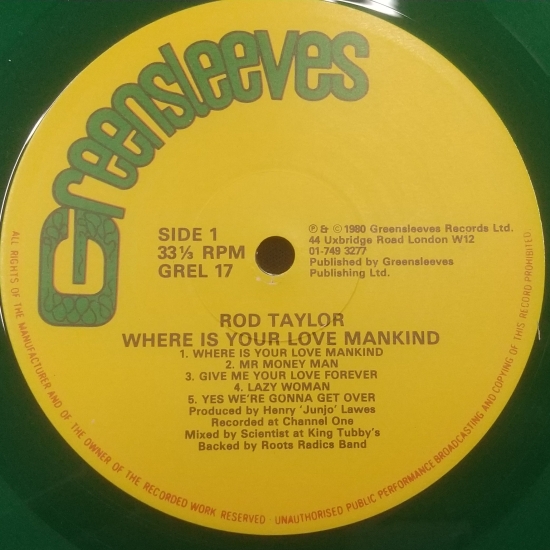 Greensleeves
SIDE 1
33⅓ RPM
GREL 17
℗ & © 1980 Greensleeves Records Ltd.
44 Uxbridge Road London W12
01-749 3277
Published by Greensleeves
Publishing Ltd.
ROD TAYLOR
WHERE IS YOUR LOVE MANKIND
1. WHERE IS YOUR LOVE MANKIND
2. MR MONEY MAN
3. GIVE ME YOUR LOVE FOREVER
4. LAZY WOMAN
5. YES WE'RE GONNA GET OVER
Produced by Henry 'Junjo' Lawes
Recorded at Channel One
Mixed by Scientist at King Tubby's
Backed by Roots Radics Band
ALL RIGHTS OF THE MANUFACTURER AND OF THE OWNER OF THE RECORDED WORK RESERVED UNAUTHORISED PUBLIC PERFORMANCE BROADCASTING AND COPYING OF THIS RECORD PROHIBITED